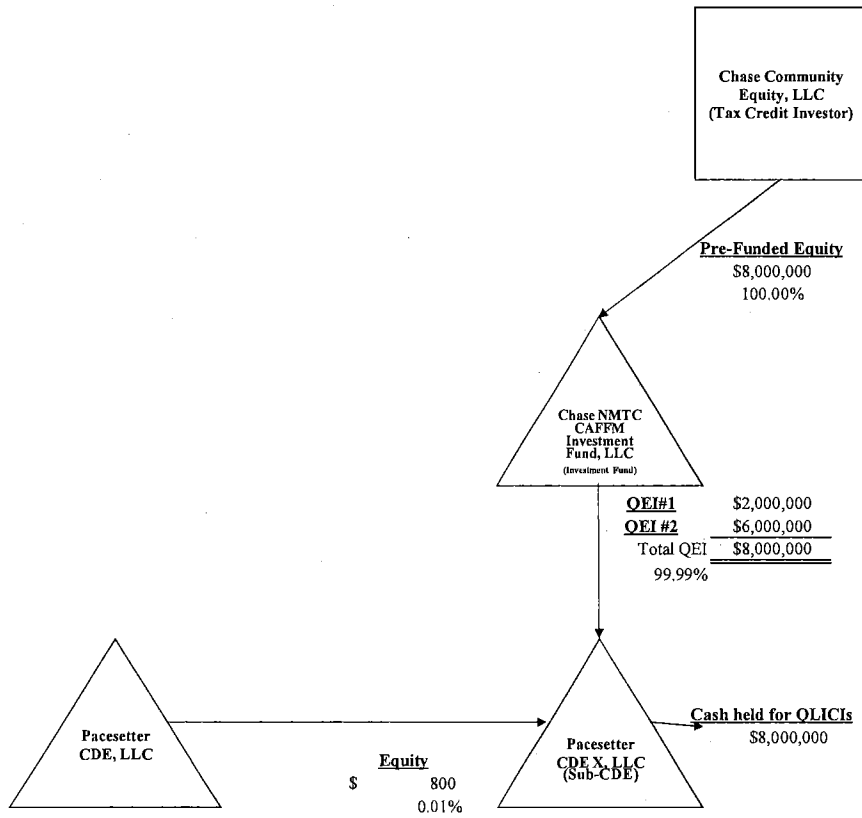 Chase Community
Equity, LLC
(Tax Credit Investor)
Pre-Funded Equity
$8,000,000
100.00%
Chase NMTC
CAFFM
Investment
Fund, LLC
(Investment Fund)
QEI#1 $2,000,000
QEI #2 $6,000,000
Total QEI $8,000,000
99.99%
Pacesetter
CDE, LLC
Equity
$ 800
0.01%
Pacesetter
CDE X, LLC
(Sub-CDE)
Cash held for QLICIs
$8,000,000